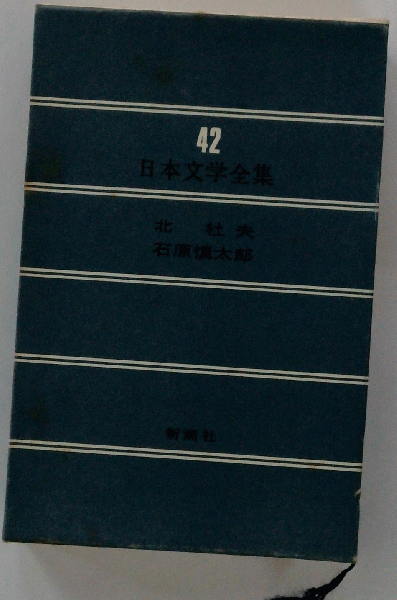 42
日本文学全集
北 杜夫
石原慎太郎
新潮社